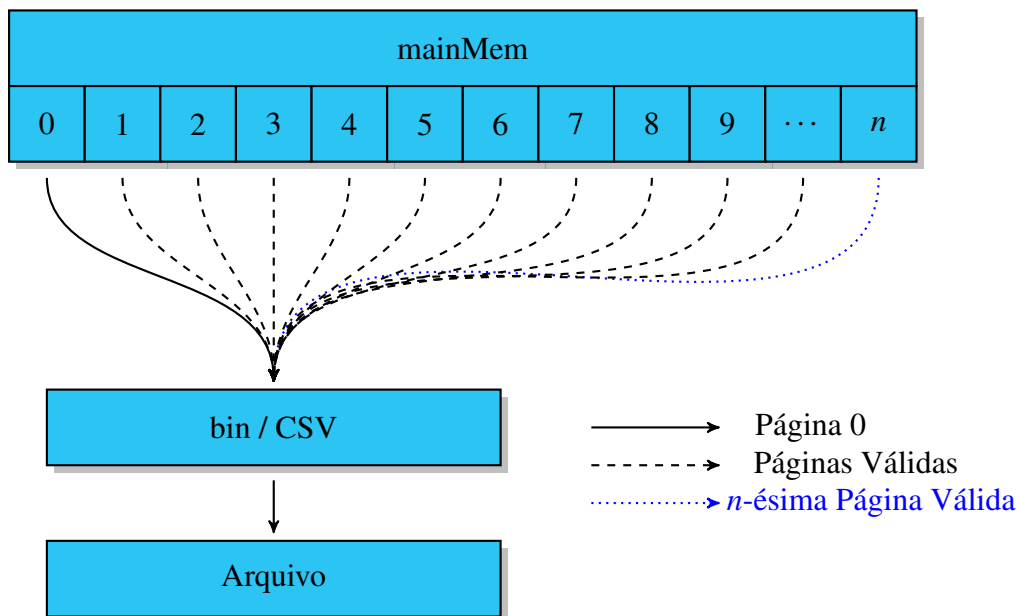 mainMem
0 1 2 3 4 5 6 7 8 9 ··· n
bin / CSV
Página 0
Páginas Válidas
n-ésima Página Válida
Arquivo